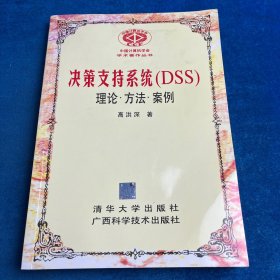 中国计算机学会
学术著作丛书
决策支持系统(DSS)
理论·方法·案例
高洪深 著
清华大学出版社
广西科学技术出版社